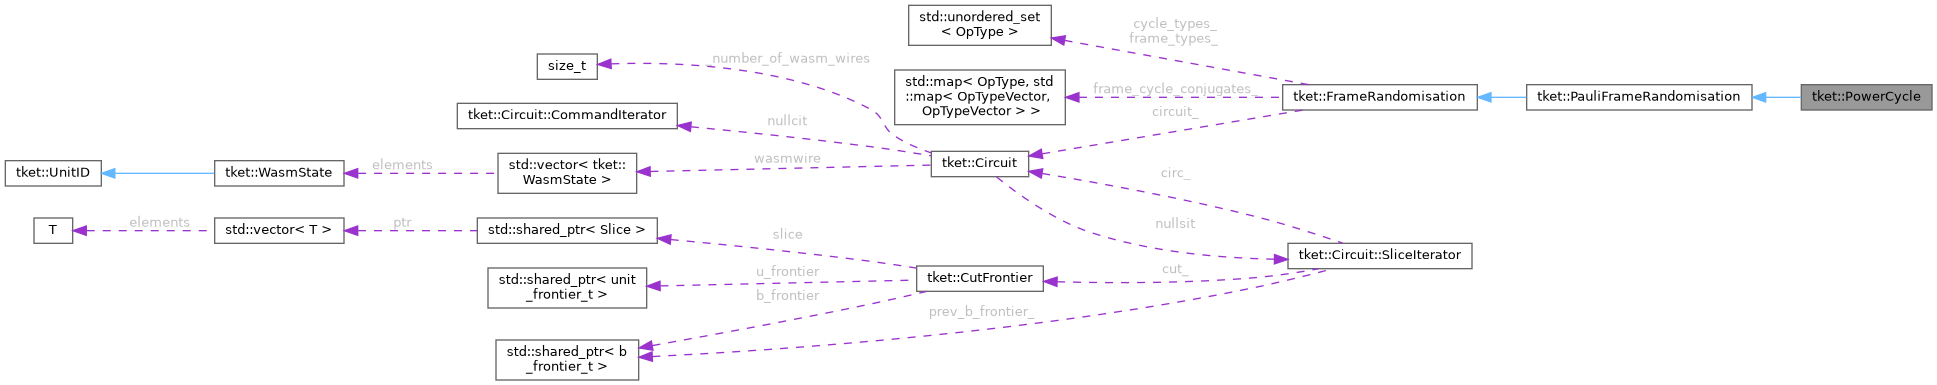 std::unordered_set
< OpType >
cycle_types_
frame_types_
size_t
number_of_wasm_wires
std::map< OpType, std
::map< OpTypeVector,
OpTypeVector > >
frame_cycle_conjugates_
tket::FrameRandomisation
tket::PauliFrameRandomisation
tket::PowerCycle
tket::Circuit::CommandIterator
nullcit
circuit_
tket::UnitID
tket::WasmState
elements
std::vector< tket::
WasmState >
wasmwire
tket::Circuit
circ_
T
elements
std::vector< T >
ptr
std::shared_ptr< Slice >
slice
nullsit
tket::Circuit::SliceIterator
std::shared_ptr< unit
_frontier_t >
u_frontier
b_frontier
tket::CutFrontier
cut_
prev_b_frontier_
std::shared_ptr< b
_frontier_t >